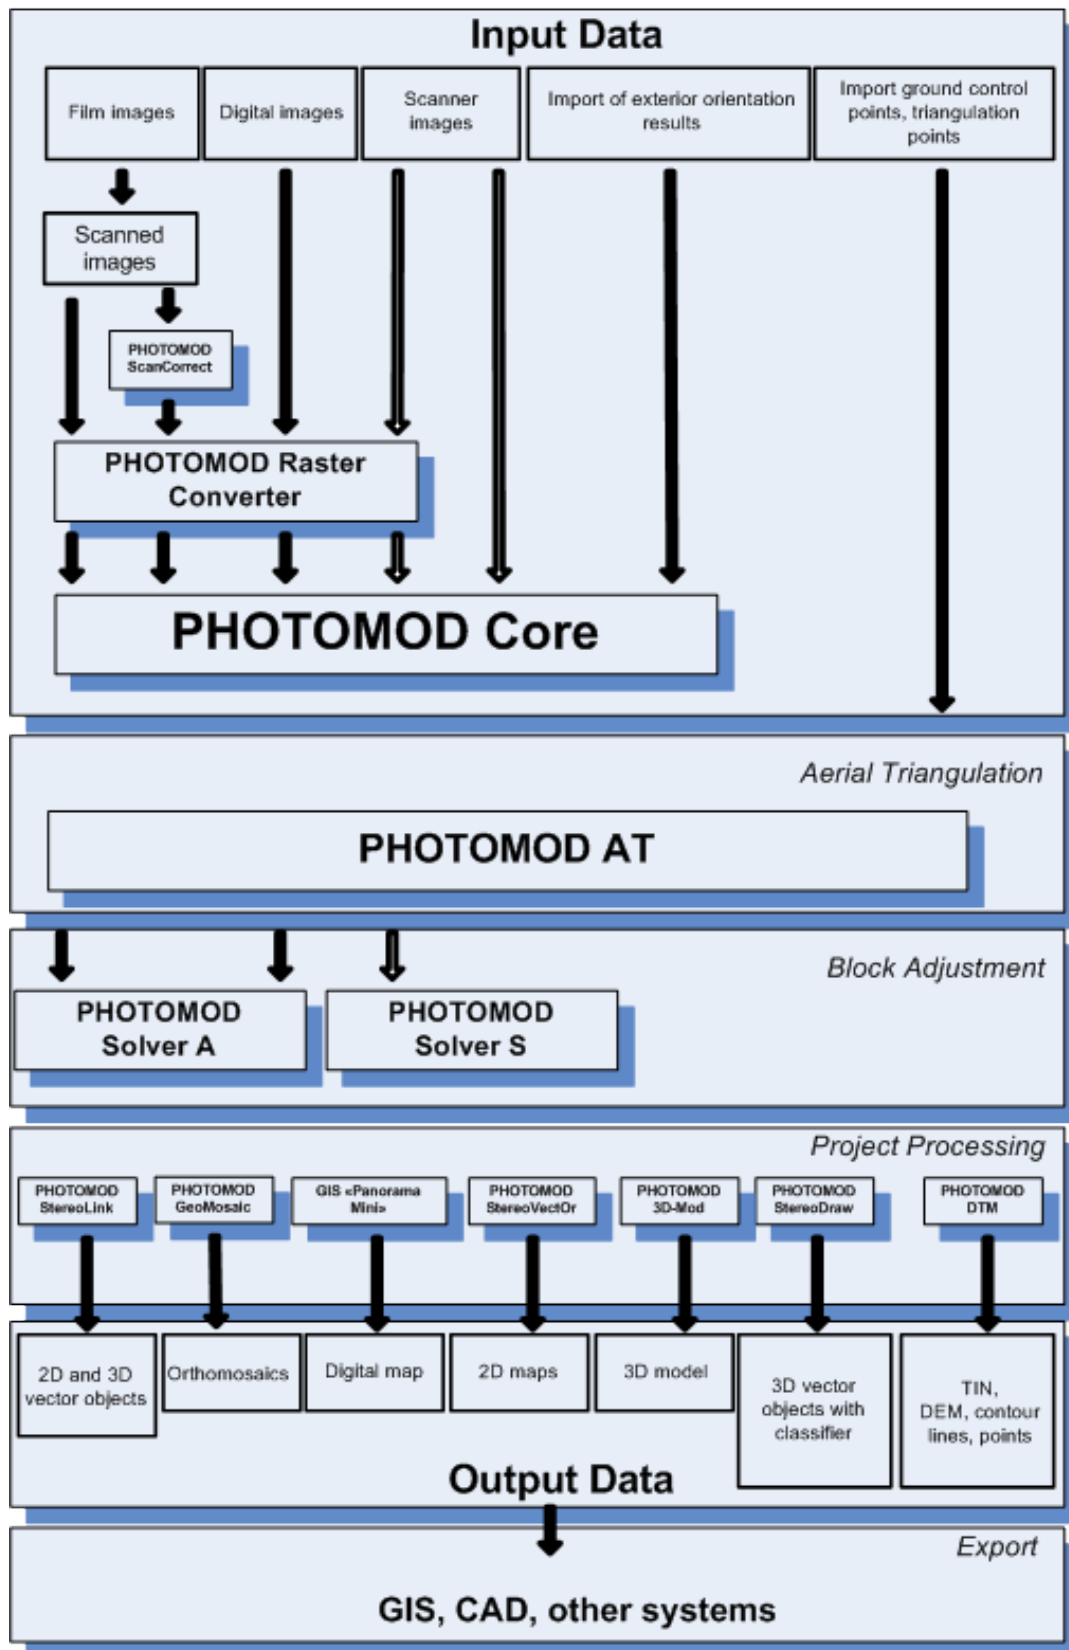 Input Data
Film images
Digital images
Scanner
images
Import of exterior orientation
results
Import ground control
points, triangulation
points
Scanned
images
PHOTOMOD
ScanCorrect
PHOTOMOD Raster
Converter
PHOTOMOD Core
Aerial Triangulation
PHOTOMOD AT
Block Adjustment
PHOTOMOD
Solver A
PHOTOMOD
Solver S
Project Processing
PHOTOMOD
StereoLink
PHOTOMOD
GeoMosaic
GIS «Panorama
Mini»
PHOTOMOD
StereoVectOr
PHOTOMOD
3D-Mod
PHOTOMOD
StereoDraw
PHOTOMOD
DTM
2D and 3D
vector objects
Orthomosaics
Digital map
2D maps
3D model
3D vector
objects with
classifier
TIN,
DEM, contour
lines, points
Output Data
Export
GIS, CAD, other systems